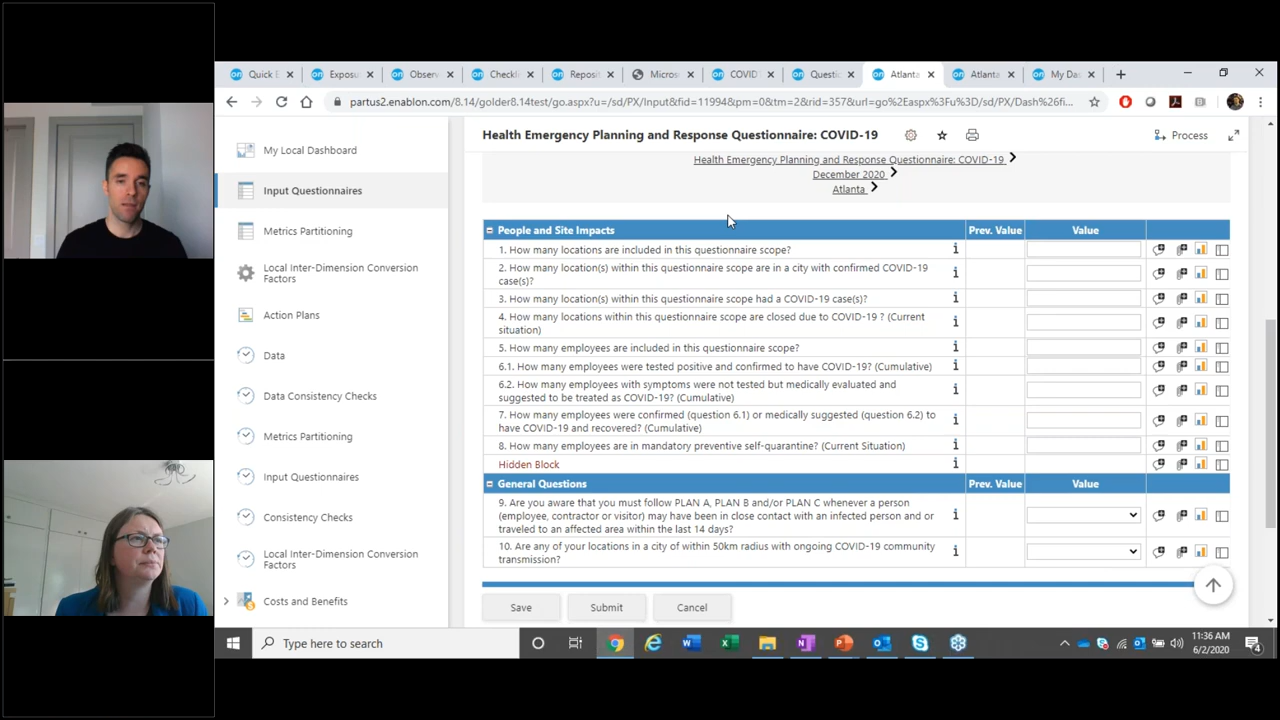 Quick E
Exposu
Observ
Checkli
Reposit
Microso
COVID
Questio
Atlanta
Atlanta
My Das
partus2.enablon.com/8.14/golder8.14test/go.aspx?u=/sd/PX/Input&fid=11994&pm=0&tm=2&rid=357&url=go%2Easpx%3Fu%3D/sd/PX/Dash%26fi...
My Local Dashboard
Input Questionnaires
Metrics Partitioning
Local Inter-Dimension Conversion
Factors
Action Plans
Data
Data Consistency Checks
Metrics Partitioning
Input Questionnaires
Consistency Checks
Local Inter-Dimension Conversion
Factors
Costs and Benefits
Health Emergency Planning and Response Questionnaire: COVID-19
Process
Health Emergency Planning and Response Questionnaire: COVID-19
December 2020
Atlanta
People and Site Impacts Prev. Value Value
1. How many locations are included in this questionnaire scope?
2. How many location(s) within this questionnaire scope are in a city with confirmed COVID-19
case(s)?
3. How many location(s) within this questionnaire scope had a COVID-19 case(s)?
4. How many locations within this questionnaire scope are closed due to COVID-19 ? (Current
situation)
5. How many employees are included in this questionnaire scope?
6.1. How many employees were tested positive and confirmed to have COVID-19? (Cumulative)
6.2. How many employees with symptoms were not tested but medically evaluated and
suggested to be treated as COVID-19? (Cumulative)
7. How many employees were confirmed (question 6.1) or medically suggested (question 6.2) to
have COVID-19 and recovered? (Cumulative)
8. How many employees are in mandatory preventive self-quarantine? (Current Situation)
Hidden Block
General Questions Prev. Value Value
9. Are you aware that you must follow PLAN A, PLAN B and/or PLAN C whenever a person
(employee, contractor or visitor) may have been in close contact with an infected person and or
traveled to an affected area within the last 14 days?
10. Are any of your locations in a city of within 50km radius with ongoing COVID-19 community
transmission?
Save Submit Cancel
Type here to search
11:36 AM
6/2/2020
4